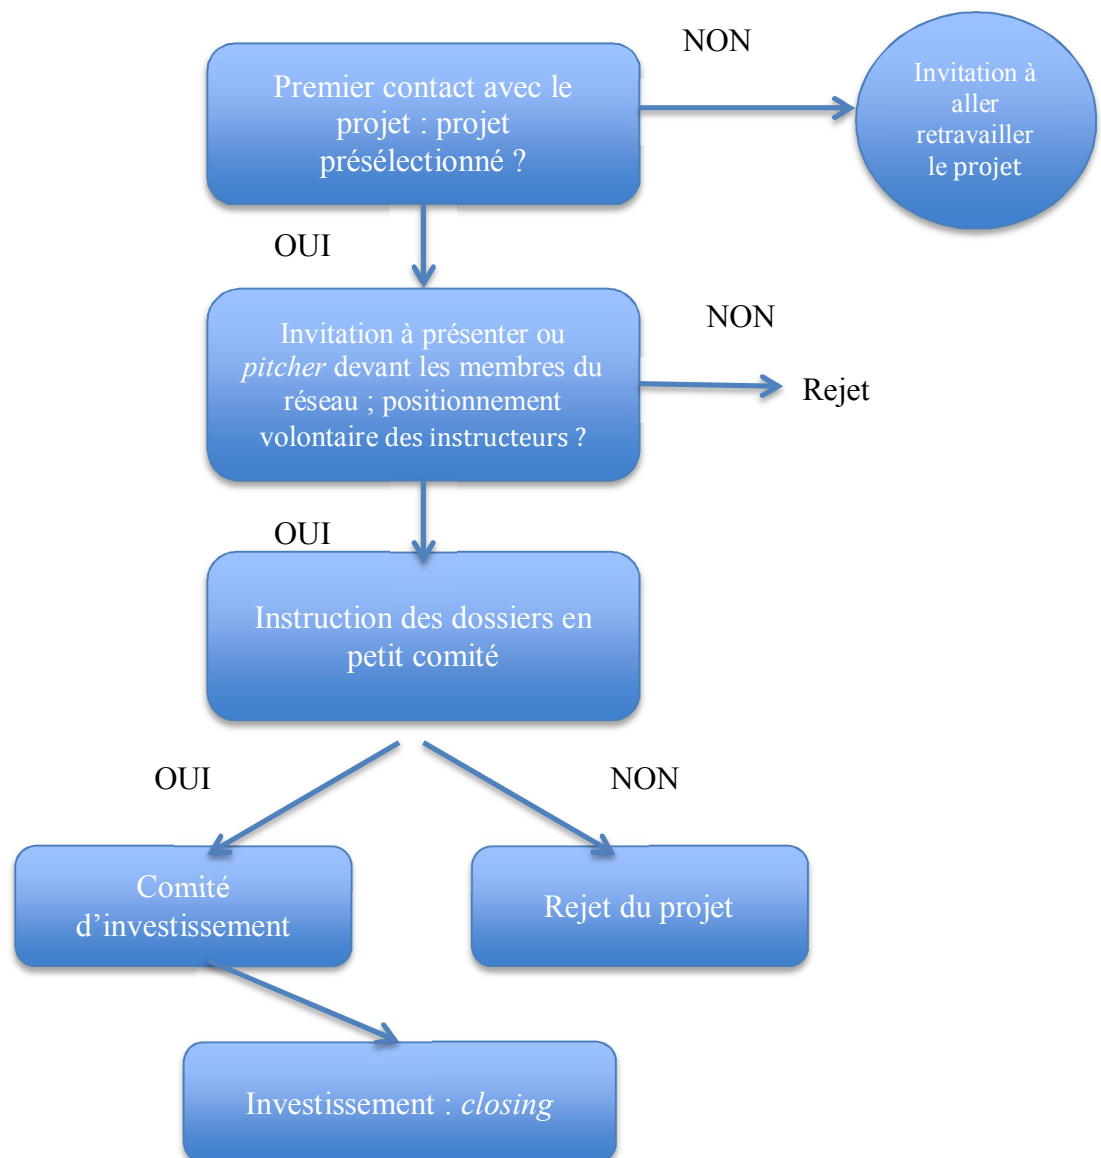 NON
Premier contact avec le
projet : projet
présélectionné ?
Invitation à
aller
retravailler
le projet
OUI
Invitation à présenter ou
pitcher devant les membres du
réseau ; positionnement
volontaire des instructeurs ?
NON
Rejet
OUI
Instruction des dossiers en
petit comité
OUI
NON
Comité
d’investissement
Rejet du projet
Investissement : closing